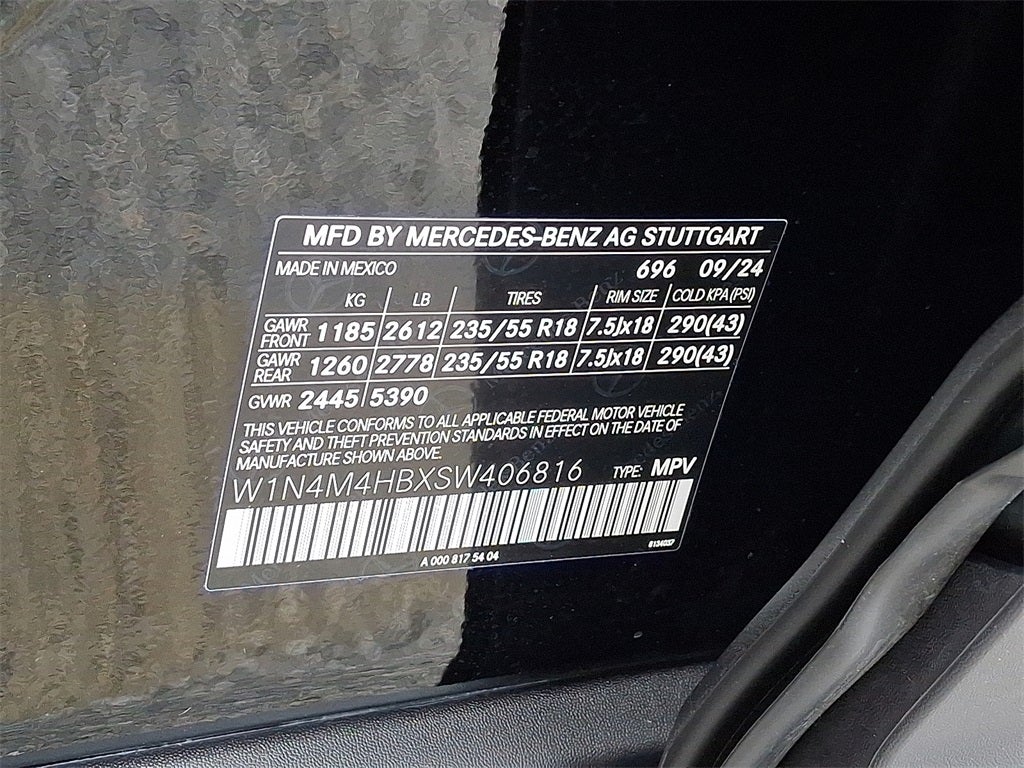 MFD BY MERCEDES-BENZ AG STUTTGART
MADE IN MEXICO 696 09/24
KG LB TIRES RIM SIZE COLD KPA(PSI)
GAWR FRONT 1185 2612 235/55 R18 7.5Jx18 290(43)
GAWR REAR 1260 2778 235/55 R18 7.5Jx18 290(43)
GVWR 2445 5390
THIS VEHICLE CONFORMS TO ALL APPLICABLE FEDERAL MOTOR VEHICLE
SAFETY AND THEFT PREVENTION STANDARDS IN EFFECT ON THE DATE OF
MANUFACTURE SHOWN ABOVE.
W1N4M4HBXSW406816 TYPE: MPV
A 000 817 54 04